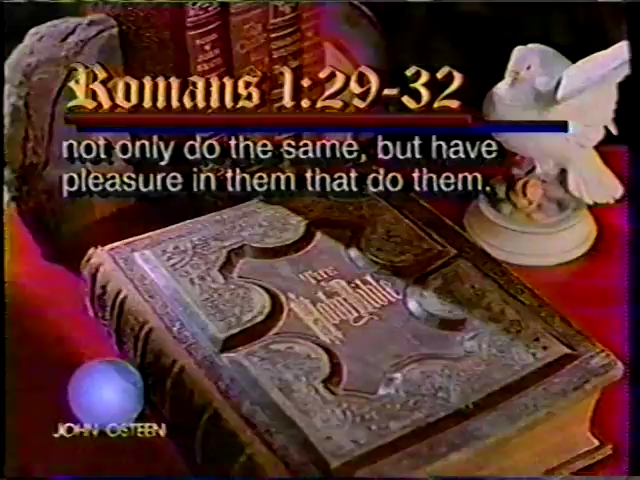 Romans 1:29-32
not only do the same, but have
pleasure in them that do them.
The
Holy Bible
JOHN OSTEEN